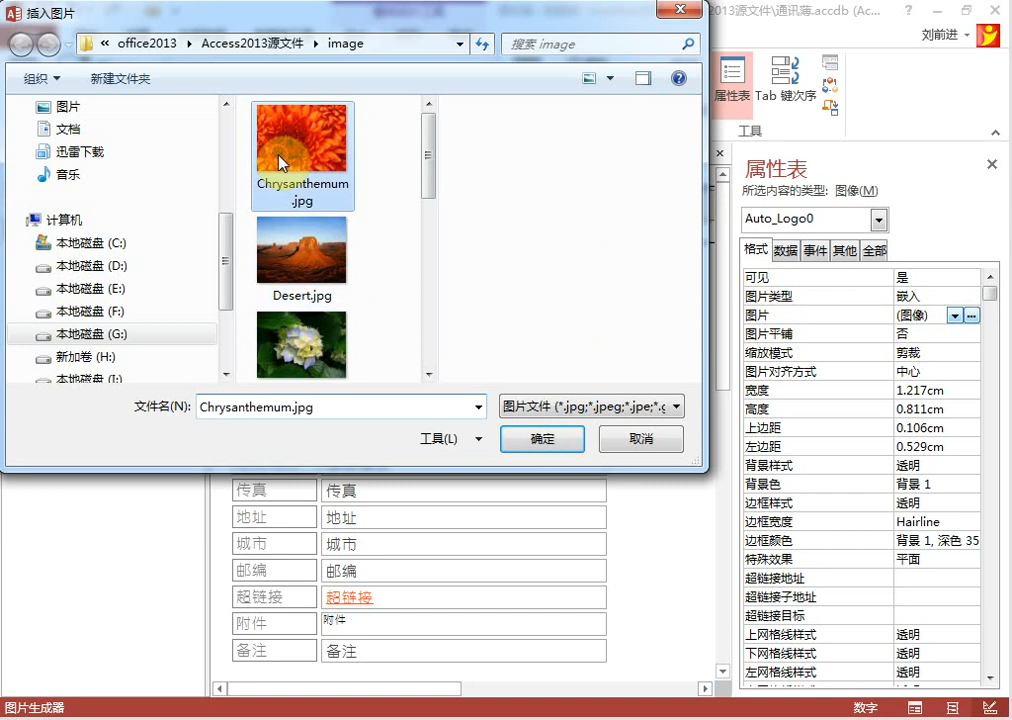 插入图片
2013源文件\通讯薄.accdb (Ac...
?
刘前进
«
office2013
Access2013源文件
image
搜索 image
组织
新建文件夹
属性表
Tab 键次序
工具
图片
文档
迅雷下载
音乐
计算机
本地磁盘 (C:)
本地磁盘 (D:)
本地磁盘 (E:)
本地磁盘 (F:)
本地磁盘 (G:)
新加卷 (H:)
本地磁盘 (I:)
Chrysanthemum
.jpg
Desert.jpg
文件名(N):
Chrysanthemum.jpg
图片文件 (*.jpg;*.jpeg;*.jpe;*.g
工具(L)
确定
取消
属性表
所选内容的类型: 图像(M)
Auto_Logo0
格式 数据 事件 其他 全部
可见 是
图片类型 嵌入
图片 (图像)
图片平铺 否
缩放模式 剪裁
图片对齐方式 中心
宽度 1.217cm
高度 0.811cm
上边距 0.106cm
左边距 0.529cm
背景样式 透明
背景色 背景 1
边框样式 透明
边框宽度 Hairline
边框颜色 背景 1, 深色 35
特殊效果 平面
超链接地址
超链接子地址
超链接目标
上网格线样式 透明
下网格线样式 透明
左网格线样式 透明
传真 传真
地址 地址
城市 城市
邮编 邮编
超链接 超链接
附件 附件
备注 备注
图片生成器
数字